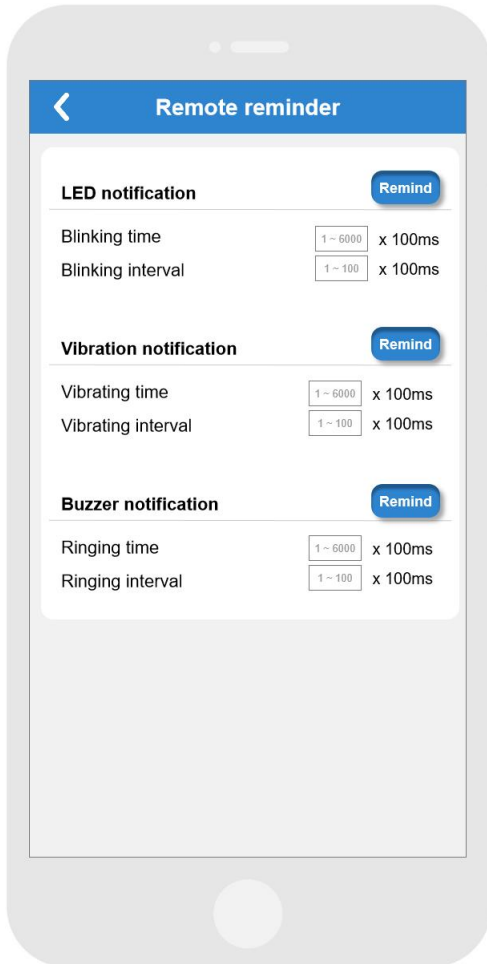 Remote reminder
LED notification Remind
Blinking time 1 ~ 6000 x 100ms
Blinking interval 1 ~ 100 x 100ms
Vibration notification Remind
Vibrating time 1 ~ 6000 x 100ms
Vibrating interval 1 ~ 100 x 100ms
Buzzer notification Remind
Ringing time 1 ~ 6000 x 100ms
Ringing interval 1 ~ 100 x 100ms